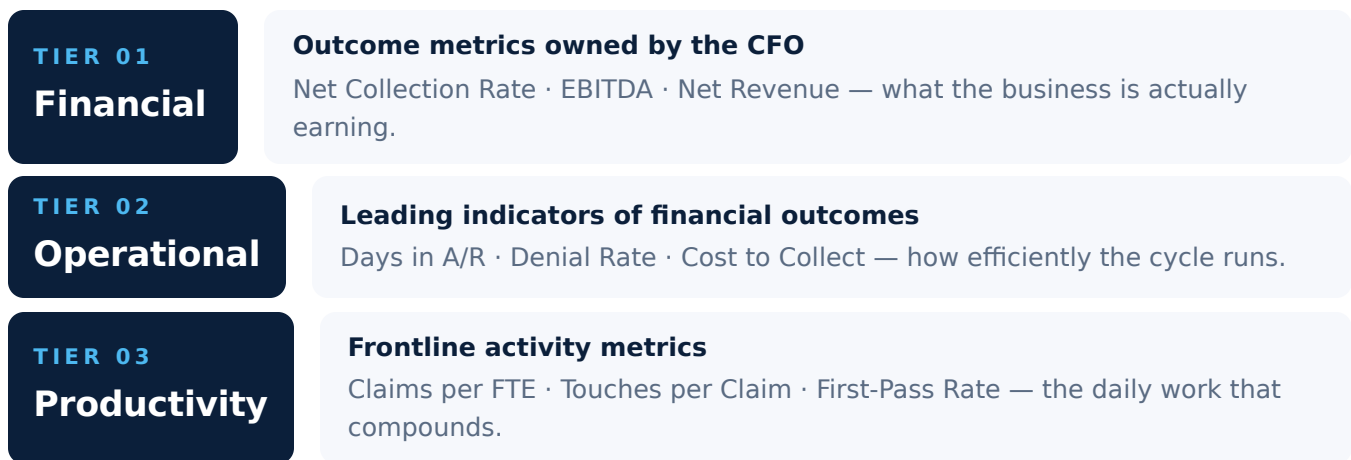 TIER 01
Financial
Outcome metrics owned by the CFO
Net Collection Rate · EBITDA · Net Revenue — what the business is actually
earning.
TIER 02
Operational
Leading indicators of financial outcomes
Days in A/R · Denial Rate · Cost to Collect — how efficiently the cycle runs.
TIER 03
Productivity
Frontline activity metrics
Claims per FTE · Touches per Claim · First-Pass Rate — the daily work that
compounds.